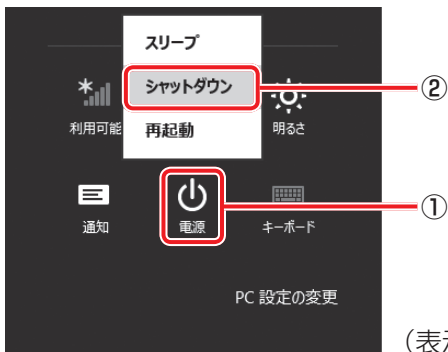 スリープ
シャットダウン
②
利用可能
再起動
明るさ
①
通知
電源
キーボード
PC 設定の変更
（表示